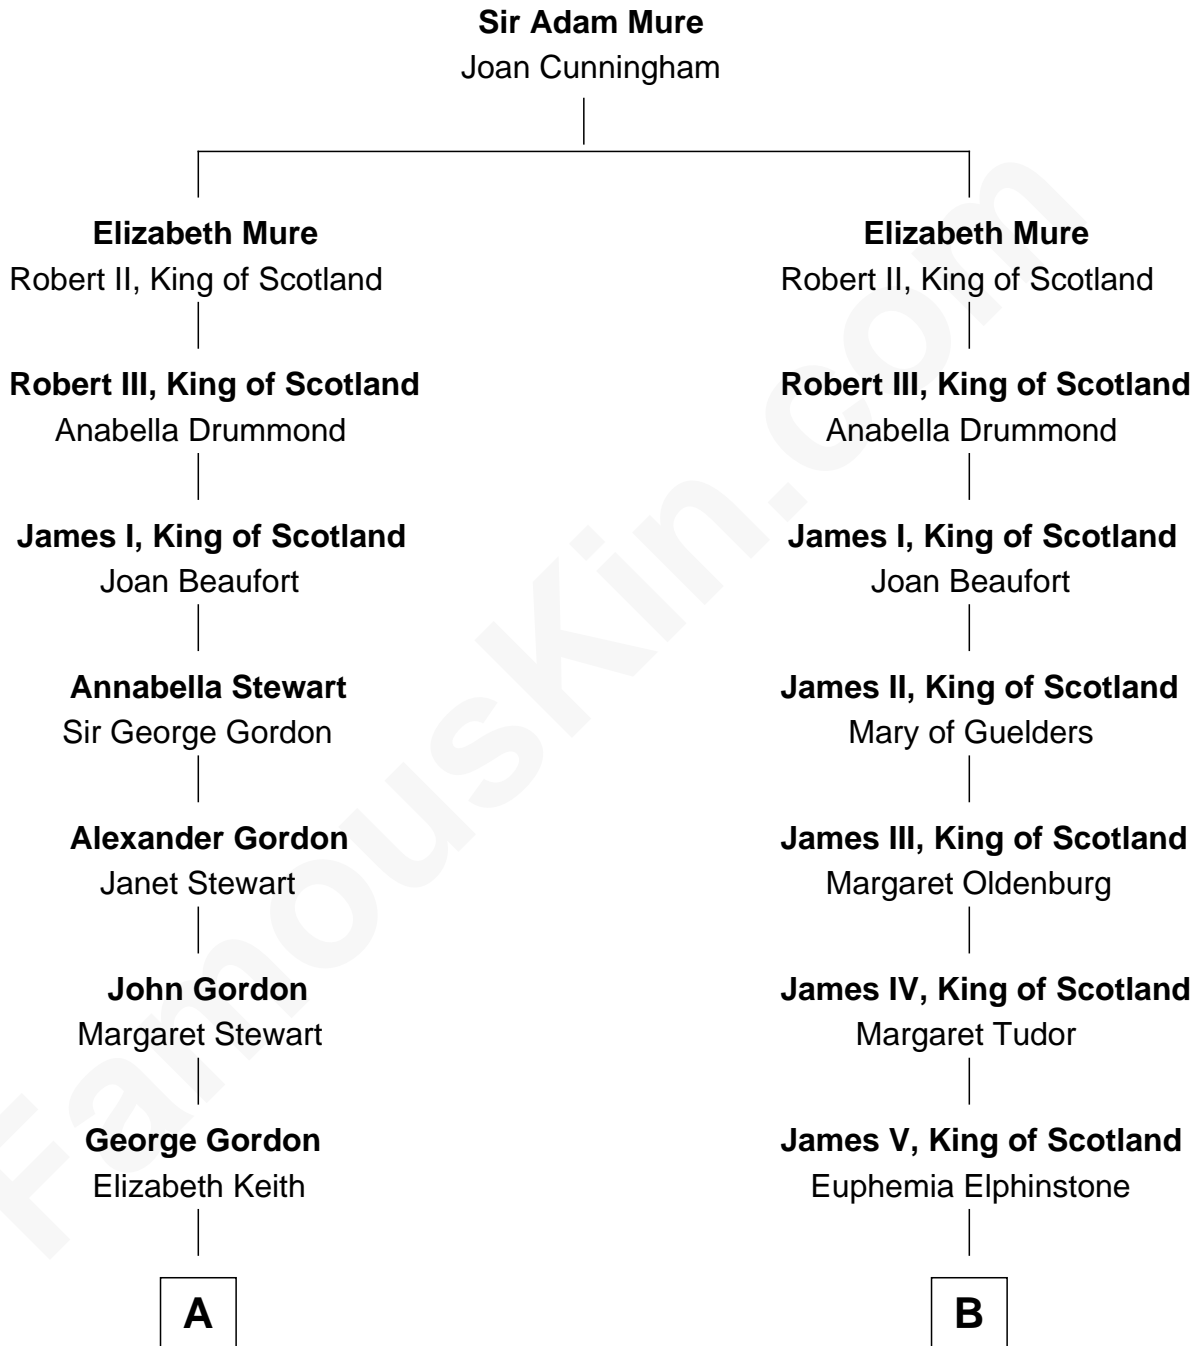 Sir Adam Mure
Joan Cunningham
Elizabeth Mure
Robert II, King of Scotland
Robert III, King of Scotland
Anabella Drummond
James I, King of Scotland
Joan Beaufort
Annabella Stewart
Sir George Gordon
Alexander Gordon
Janet Stewart
John Gordon
Margaret Stewart
George Gordon
Elizabeth Keith
A
Elizabeth Mure
Robert II, King of Scotland
Robert III, King of Scotland
Anabella Drummond
James I, King of Scotland
Joan Beaufort
James II, King of Scotland
Mary of Guelders
James III, King of Scotland
Margaret Oldenburg
James IV, King of Scotland
Margaret Tudor
James V, King of Scotland
Euphemia Elphinstone
B
FamousKin.com